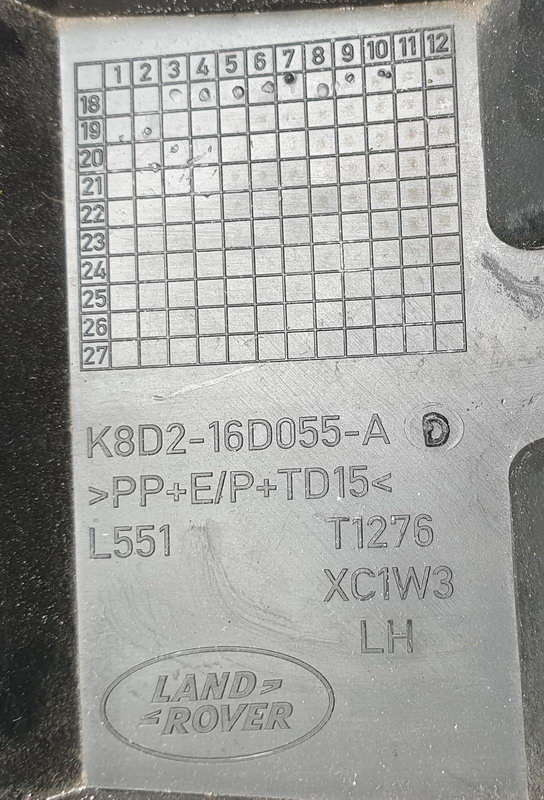 1 2 3 4 5 6 7 8 9 10 11 12
18
19
20
21
22
23
24
25
26
27
K8D2-16D055-A D
>PP+E/P+TD15<
L551 T1276
XC1W3
LH
LAND
ROVER